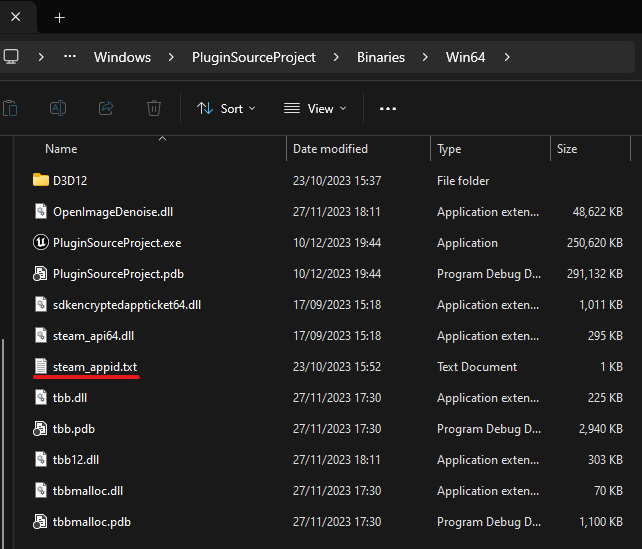 Windows > PluginSourceProject > Binaries > Win64 >
Sort View
Name Date modified Type Size
D3D12 23/10/2023 15:37 File folder
OpenImageDenoise.dll 27/11/2023 18:11 Application exten... 48,622 KB
PluginSourceProject.exe 10/12/2023 19:44 Application 250,620 KB
PluginSourceProject.pdb 10/12/2023 19:44 Program Debug D... 291,132 KB
sdkencryptedappticket64.dll 17/09/2023 15:18 Application exten... 1,011 KB
steam_api64.dll 17/09/2023 15:18 Application exten... 295 KB
steam_appid.txt 23/10/2023 15:52 Text Document 1 KB
tbb.dll 27/11/2023 17:30 Application exten... 225 KB
tbb.pdb 27/11/2023 17:30 Program Debug D... 2,940 KB
tbb12.dll 27/11/2023 18:11 Application exten... 303 KB
tbbmalloc.dll 27/11/2023 17:30 Application exten... 70 KB
tbbmalloc.pdb 27/11/2023 17:30 Program Debug D... 1,100 KB